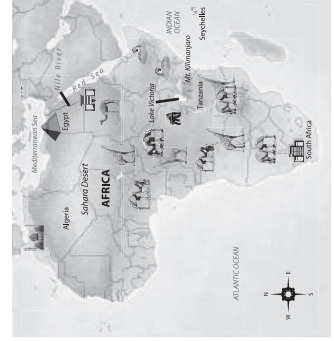 Mediterranean Sea
Nile River
Red Sea
Egypt
Algeria
Sahara Desert
AFRICA
INDIAN
OCEAN
Seychelles
Mt. Kilimanjaro
Lake Victoria
Tanzania
South Africa
ATLANTIC OCEAN
N
W
E
S